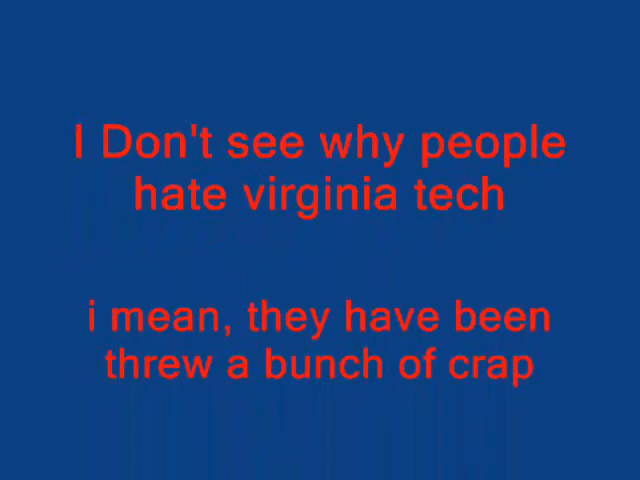 I Don't see why people
hate virginia tech
i mean, they have been
threw a bunch of crap